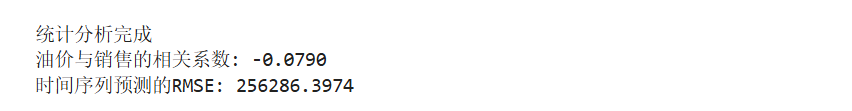 统计分析完成
油价与销售的相关系数: -0.0790
时间序列预测的RMSE: 256286.3974